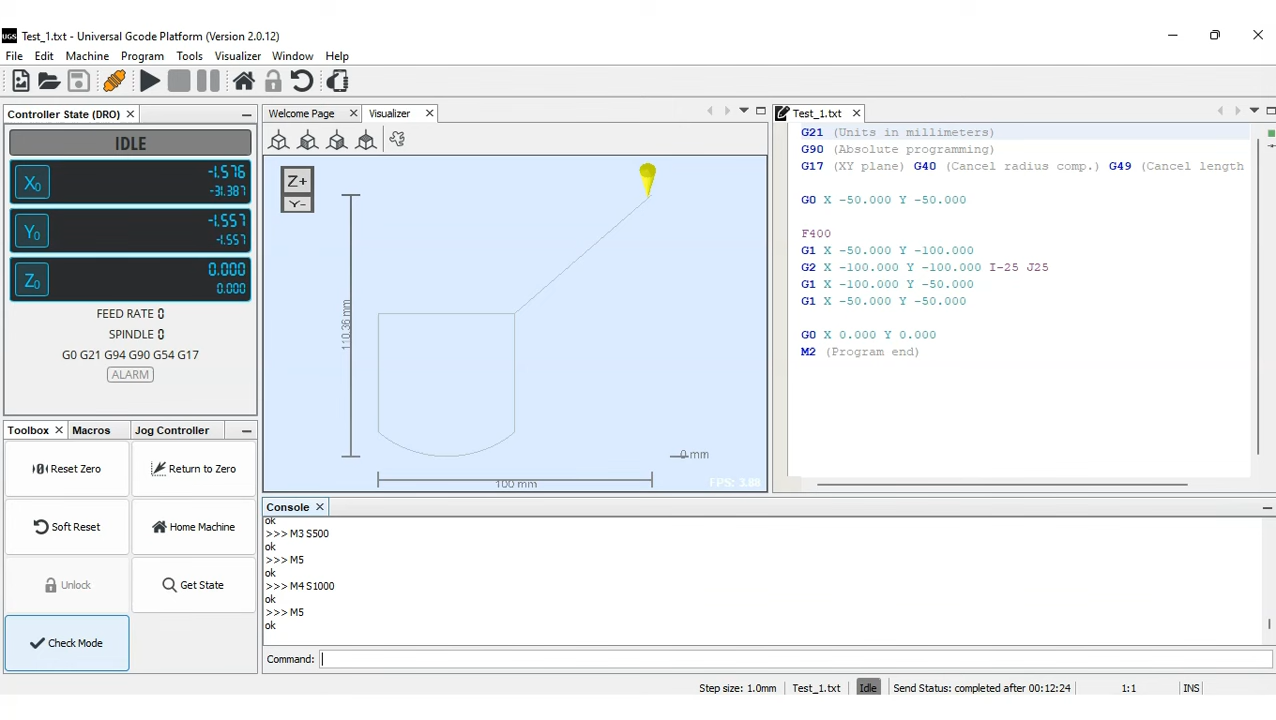 UGS Test_1.txt - Universal Gcode Platform (Version 2.0.12)
File Edit Machine Program Tools Visualizer Window Help
Controller State (DRO)
IDLE
X0 -1.576
-31.387
Y0 -1.557
-1.557
Z0 0.000
0.000
FEED RATE 0
SPINDLE 0
G0 G21 G94 G90 G54 G17
ALARM
Toolbox Macros Jog Controller
Reset Zero Return to Zero
Soft Reset Home Machine
Unlock Get State
Check Mode
Welcome Page Visualizer
Z+
Y-
110.36 mm
0 mm
100 mm
FPS: 3.88
Test_1.txt
G21 (Units in millimeters)
G90 (Absolute programming)
G17 (XY plane) G40 (Cancel radius comp.) G49 (Cancel length
G0 X -50.000 Y -50.000
F400
G1 X -50.000 Y -100.000
G2 X -100.000 Y -100.000 I-25 J25
G1 X -100.000 Y -50.000
G1 X -50.000 Y -50.000
G0 X 0.000 Y 0.000
M2 (Program end)
Console
ok
>>> M3 S500
ok
>>> M5
ok
>>> M4 S1000
ok
>>> M5
ok
Command:
Step size: 1.0mm Test_1.txt Idle Send Status: completed after 00:12:24 1:1 INS